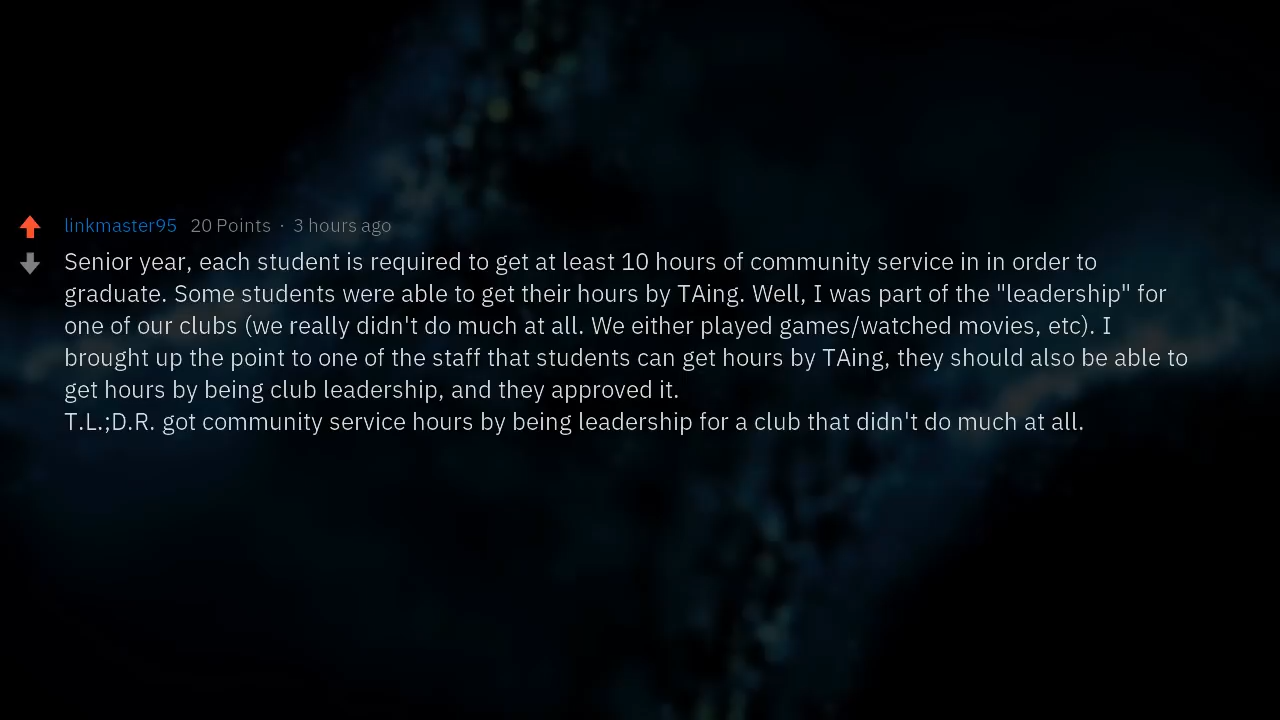 linkmaster95 20 Points · 3 hours ago
Senior year, each student is required to get at least 10 hours of community service in in order to
graduate. Some students were able to get their hours by TAing. Well, I was part of the "leadership" for
one of our clubs (we really didn't do much at all. We either played games/watched movies, etc). I
brought up the point to one of the staff that students can get hours by TAing, they should also be able to
get hours by being club leadership, and they approved it.
T.L.;D.R. got community service hours by being leadership for a club that didn't do much at all.